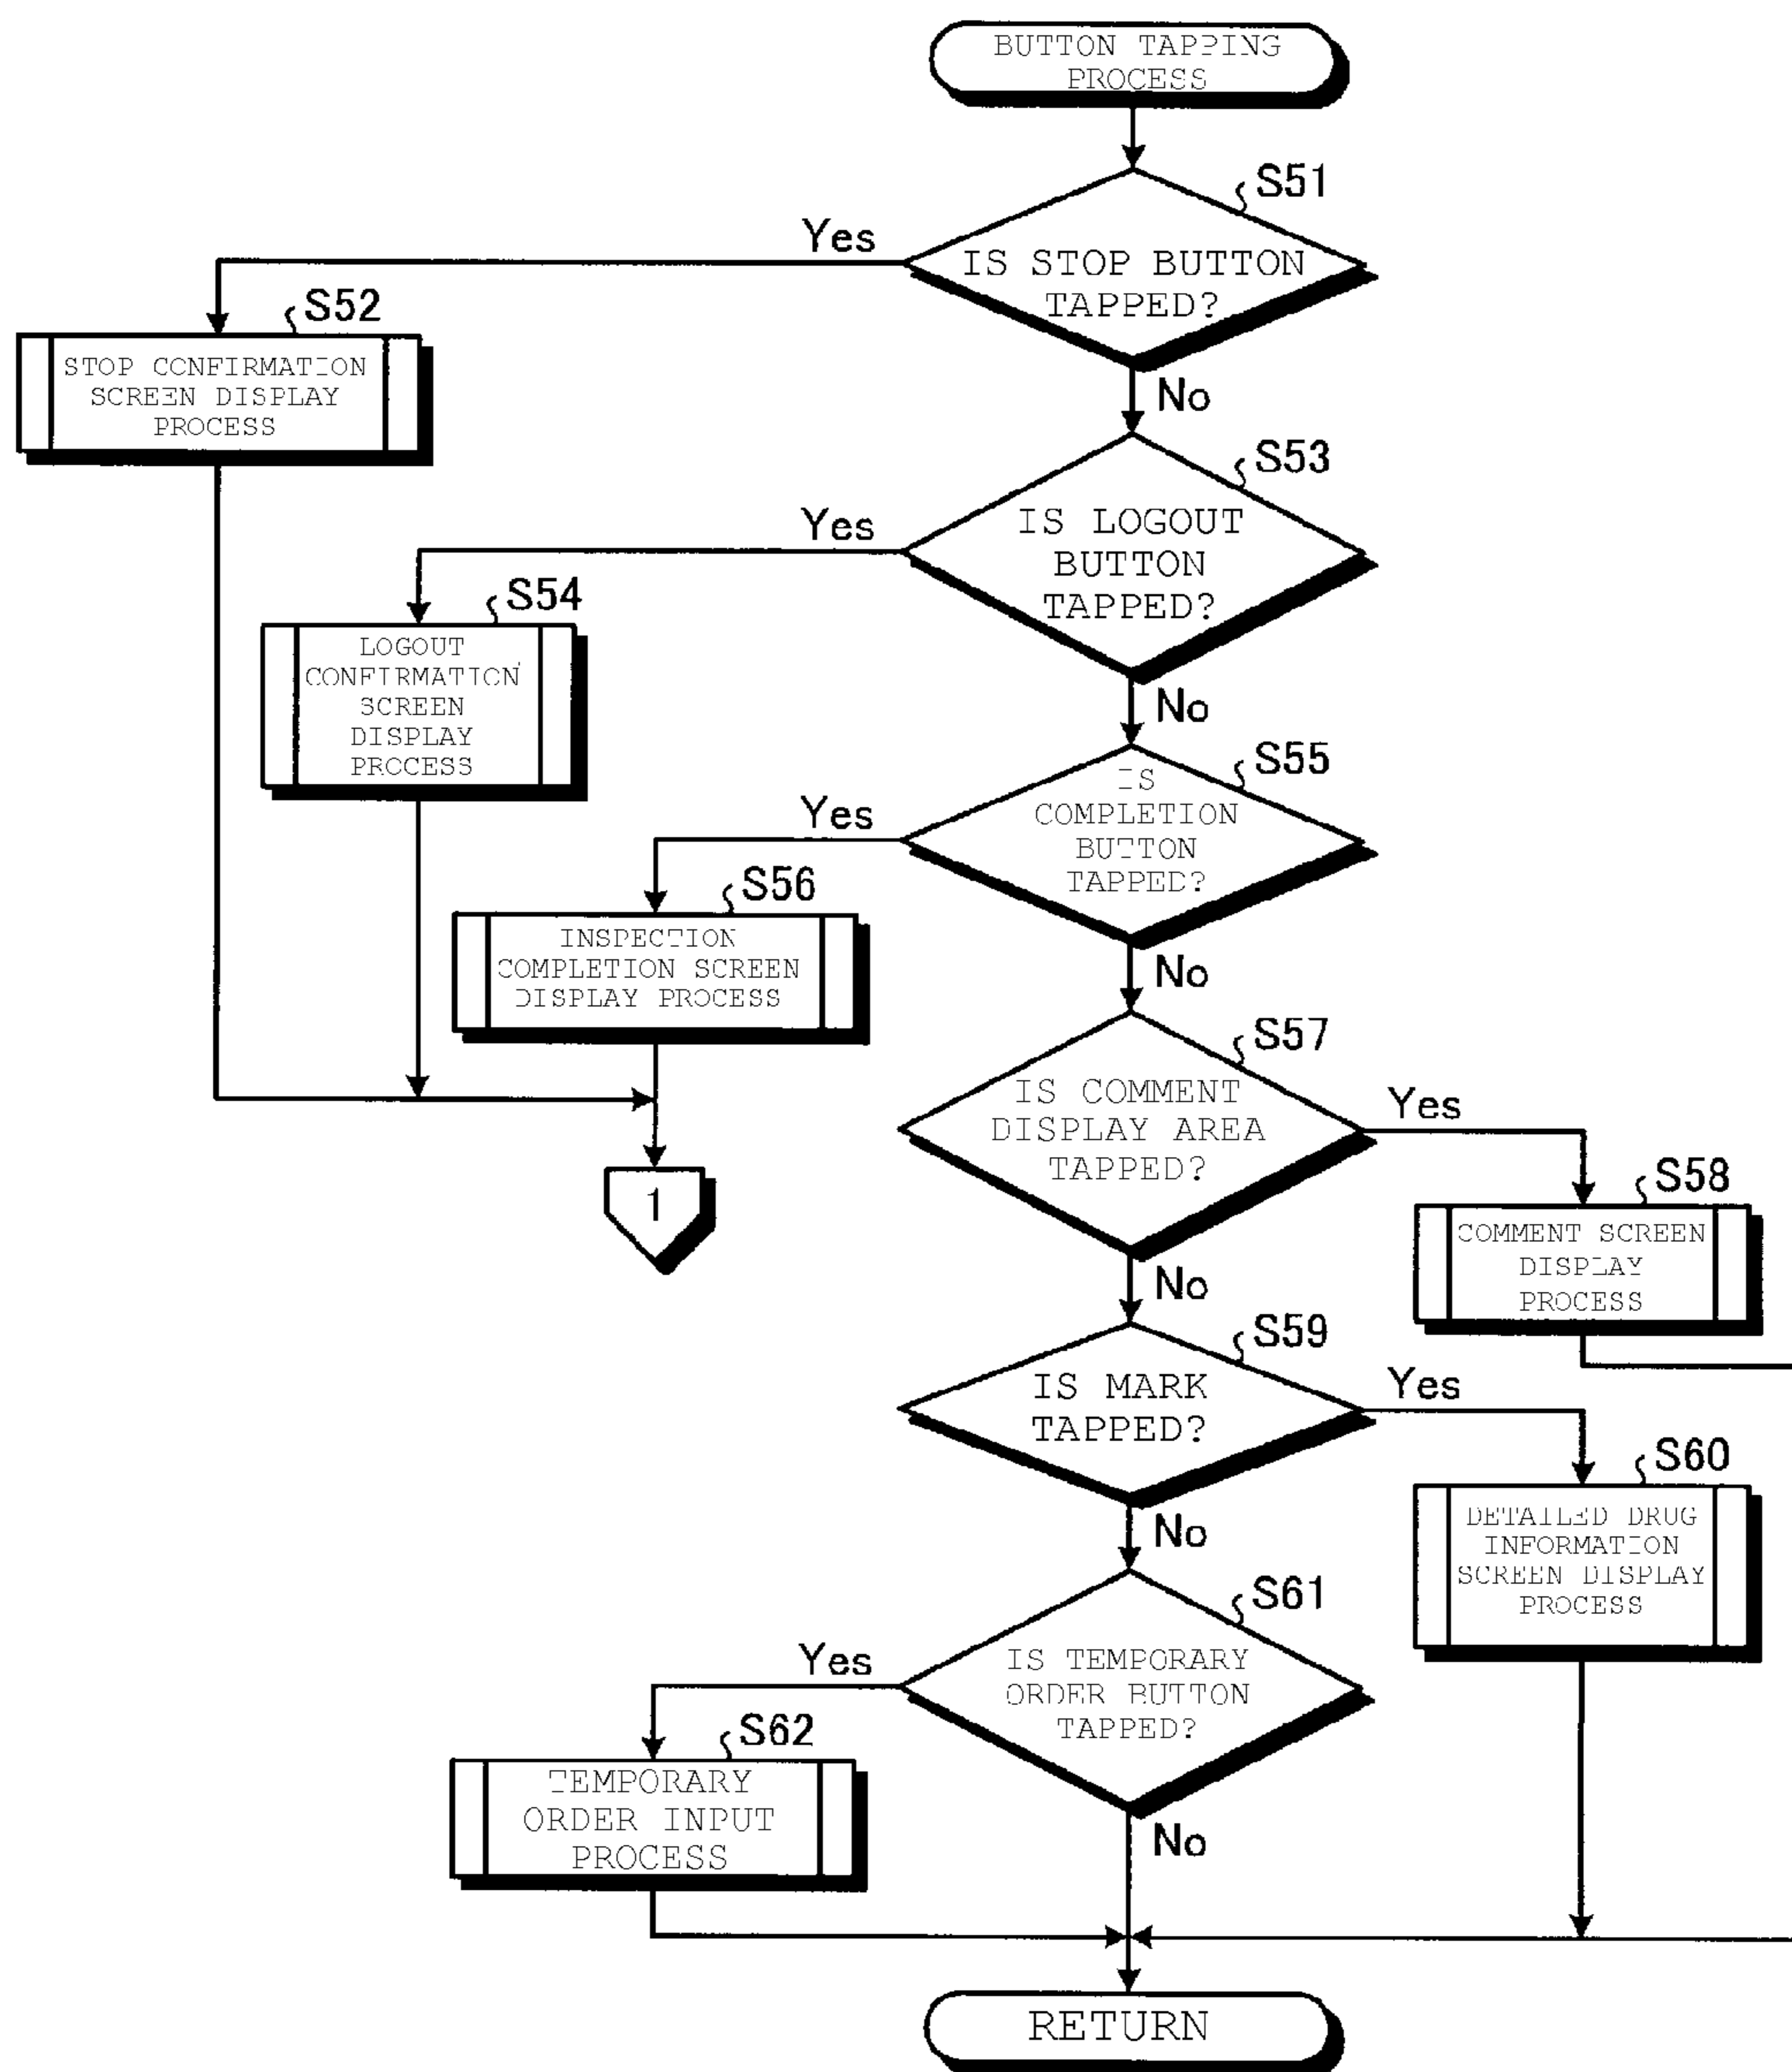 BUTTON TAPPING
PROCESS
S51
Yes
IS STOP BUTTON
TAPPED?
S52
STOP CONFIRMATION
SCREEN DISPLAY
PROCESS
No
S53
Yes
IS LOGOUT
BUTTON
TAPPED?
S54
LOGOUT
CONFIRMATION
SCREEN
DISPLAY
PROCESS
No
S55
Yes
IS
COMPLETION
BUTTON
TAPPED?
S56
INSPECTION
COMPLETION SCREEN
DISPLAY PROCESS
No
S57
IS COMMENT
DISPLAY AREA
TAPPED?
Yes
1
S58
COMMENT SCREEN
DISPLAY
PROCESS
No
S59
IS MARK
TAPPED?
Yes
S60
DETAILED DRUG
INFORMATION
SCREEN DISPLAY
PROCESS
No
S61
Yes
IS TEMPORARY
ORDER BUTTON
TAPPED?
S62
TEMPORARY
ORDER INPUT
PROCESS
No
RETURN